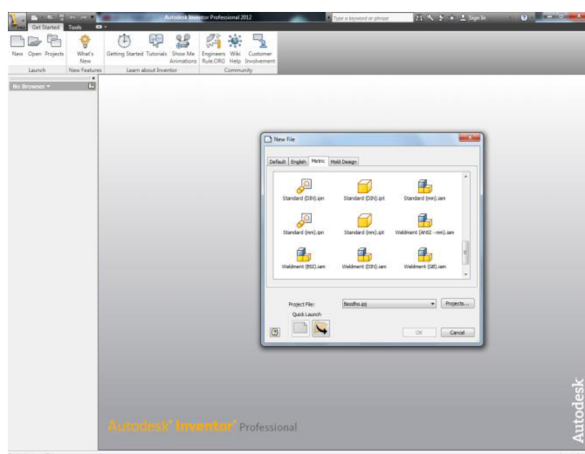 Autodesk Inventor Professional 2012
Type a keyword or phrase
Sign In
Get Started Tools
New Open Projects What's New Getting Started Tutorials Show Me Animations Engineers Rule.ORG Wiki Help Customer Involvement
Launch New Features Learn about Inventor Community
No Browser
New File
Default English Metric Mold Design
Standard (DIN).ipn Standard (DIN).ipt Standard (mm).iam
Standard (mm).ipn Standard (mm).ipt Weldment (ANSI - mm).iam
Weldment (BSI).iam Weldment (DIN).iam Weldment (GB).iam
Project File:
Projects...
Quick Launch
OK Cancel
Autodesk® Inventor® Professional
Autodesk